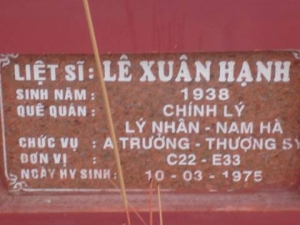 LIỆT SĨ : LÊ XUÂN HẠNH
SINH NĂM : 1938
QUÊ QUÁN : CHÍNH LÝ
LÝ NHÂN - NAM HÀ
CHỨC VỤ : A TRƯỞNG - THƯỢNG SỸ
ĐƠN VỊ : C22 - E33
NGÀY HY SINH : 10 - 03 - 1975